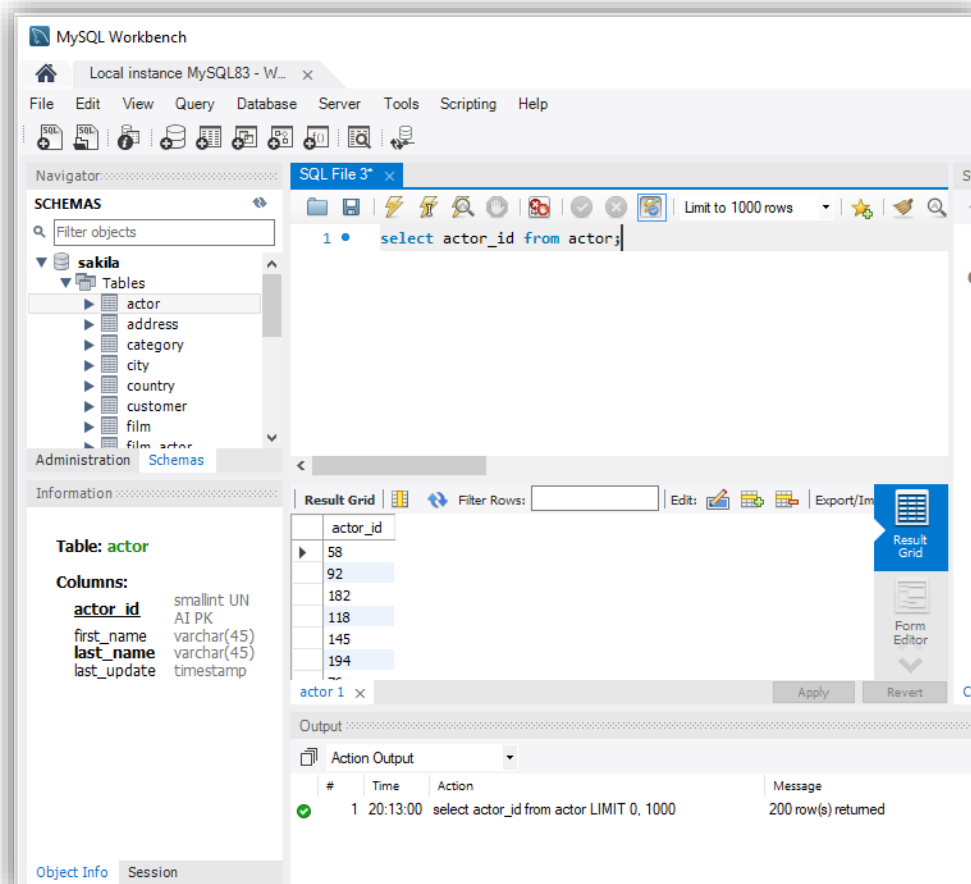 MySQL Workbench
Local instance MySQL83 - W...
File Edit View Query Database Server Tools Scripting Help
Navigator
SCHEMAS
Filter objects
sakila
Tables
actor
address
category
city
country
customer
film
film_actor
Administration Schemas
Information
Table: actor
Columns:
actor_id smallint UN
AI PK
first_name varchar(45)
last_name varchar(45)
last_update timestamp
Object Info Session
SQL File 3*
Limit to 1000 rows
1 select actor_id from actor;
Result Grid Filter Rows: Edit: Export/Im
actor_id
58
92
182
118
145
194
Result
Grid
Form
Editor
actor 1 Apply Revert
Output
Action Output
# Time Action Message
1 20:13:00 select actor_id from actor LIMIT 0, 1000 200 row(s) returned